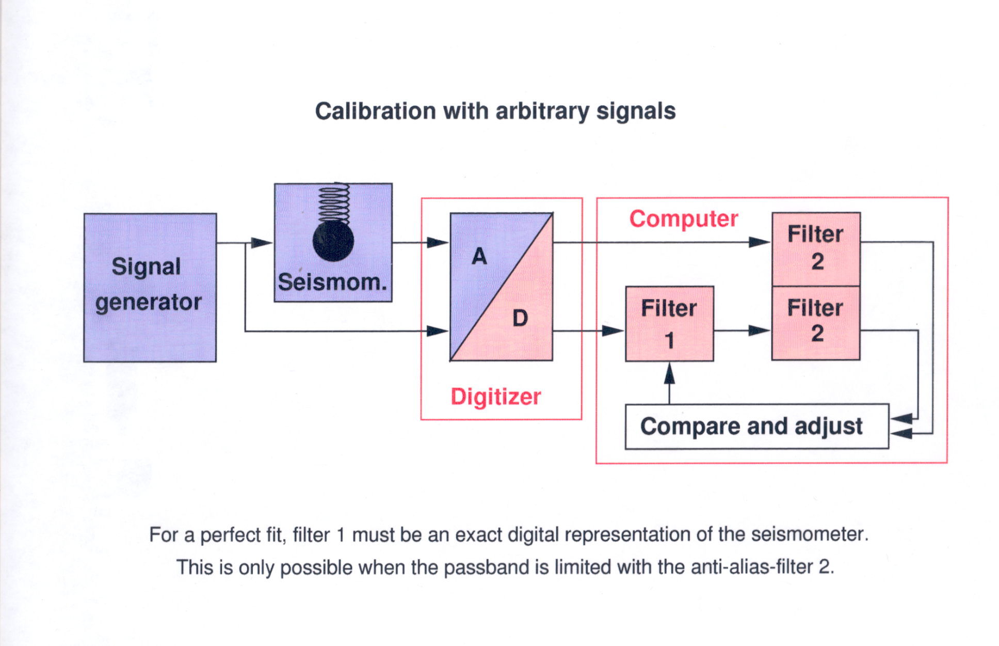 Calibration with arbitrary signals
Signal
generator
Seismom.
A
D
Digitizer
Computer
Filter
2
Filter
1
Filter
2
Compare and adjust
For a perfect fit, filter 1 must be an exact digital representation of the seismometer.
This is only possible when the passband is limited with the anti-alias-filter 2.